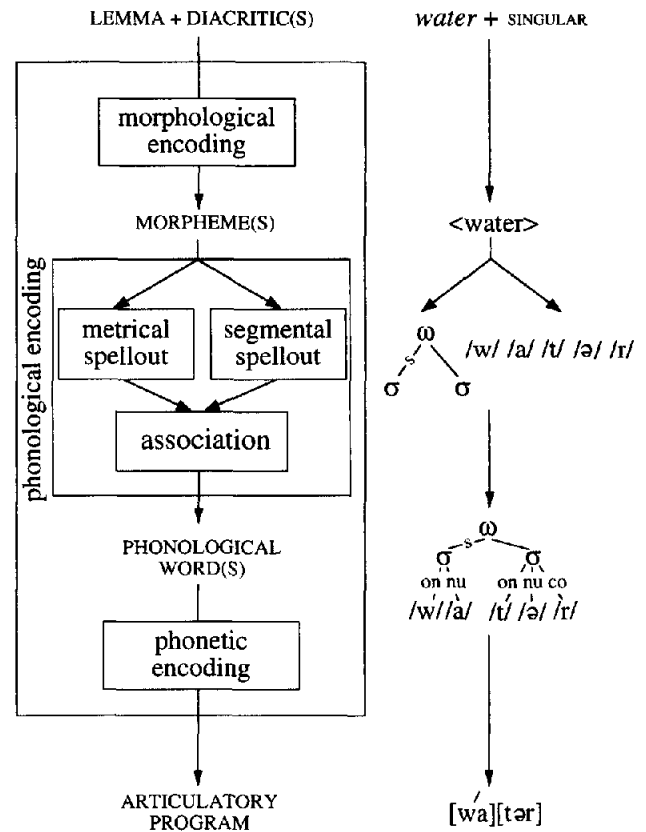 LEMMA + DIACRITIC(S)
water + SINGULAR
morphological
encoding
MORPHEME(S)
<water>
phonological encoding
metrical
spellout
segmental
spellout
ω
s
σ
σ
/w/ /a/ /t/ /ə/ /r/
association
PHONOLOGICAL
WORD(S)
ω
s
σ
σ
on nu
on nu co
/w/ /a/ /t/ /ə/ /r/
phonetic
encoding
ARTICULATORY
PROGRAM
[wá][tər]